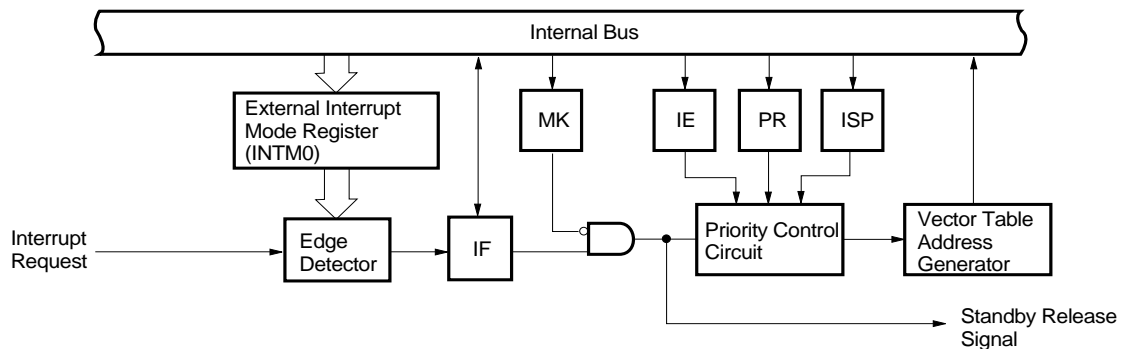 Internal Bus
External Interrupt
Mode Register
(INTM0)
MK
IE
PR
ISP
Interrupt
Request
Edge
Detector
IF
Priority Control
Circuit
Vector Table
Address
Generator
Standby Release
Signal